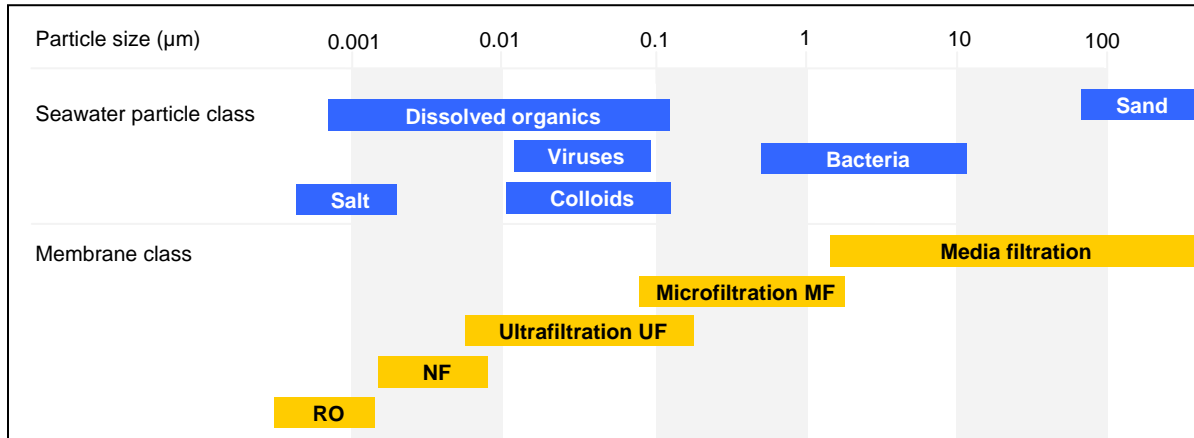 Particle size (µm) 0.001 0.01 0.1 1 10 100
Seawater particle class
Sand
Dissolved organics
Viruses
Bacteria
Salt
Colloids
Membrane class
Media filtration
Microfiltration MF
Ultrafiltration UF
NF
RO